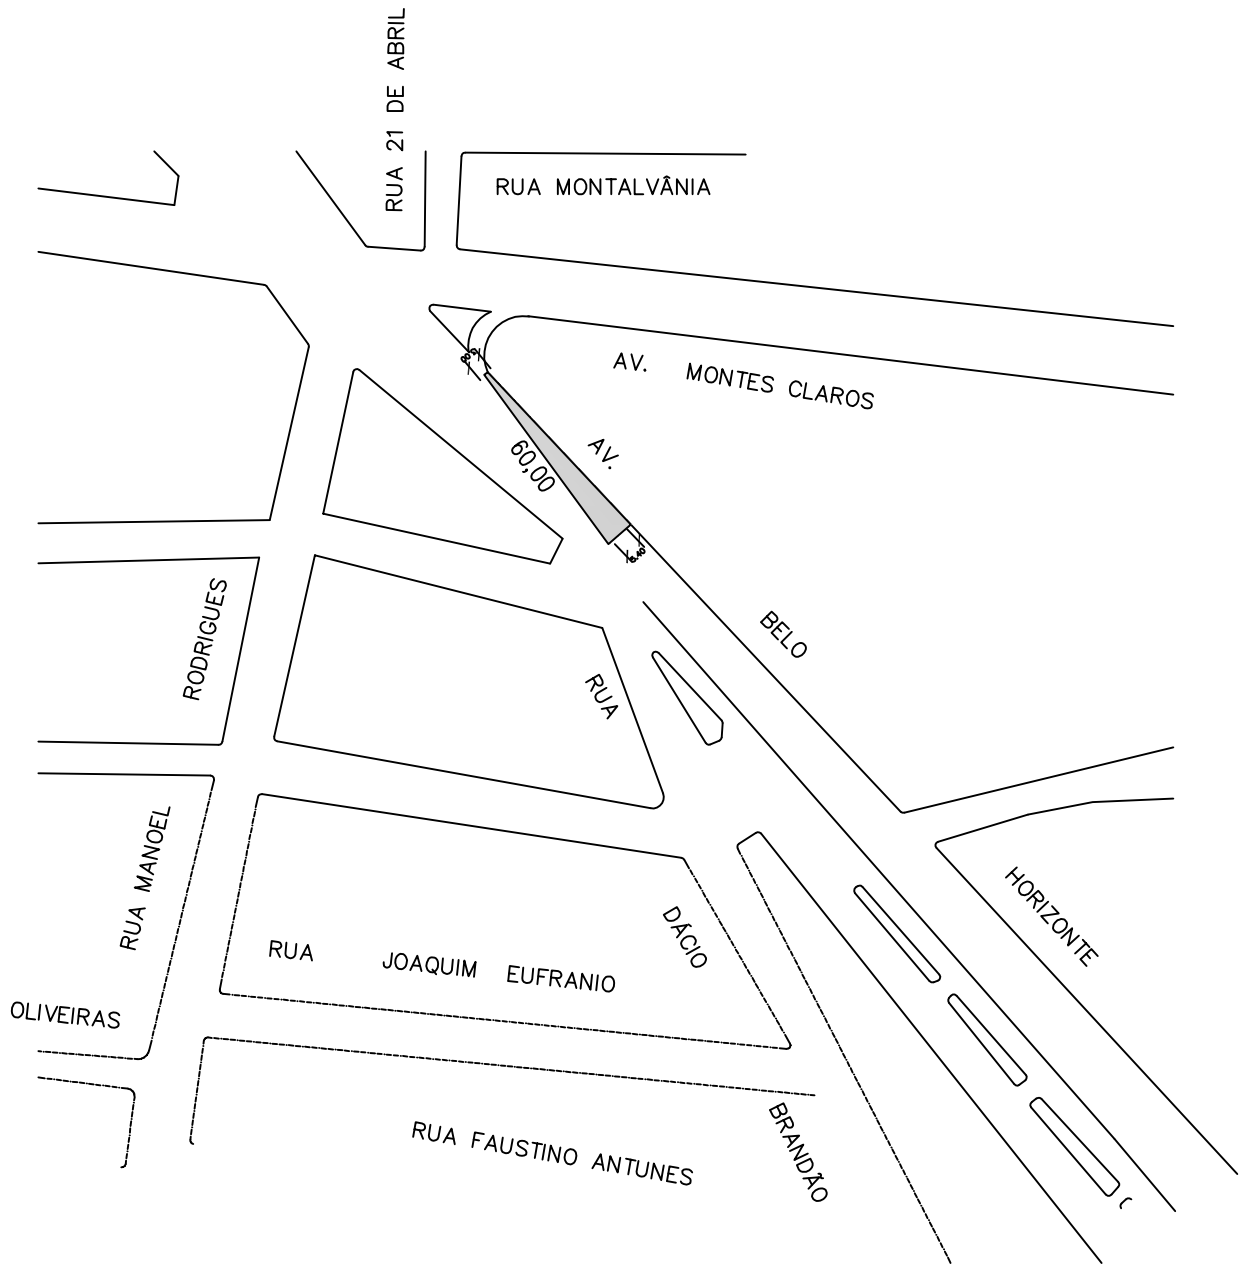 RUA 21 DE ABRIL
RUA MONTALVÂNIA
AV. MONTES CLAROS
AV.
60,00
BELO
HORIZONTE
RODRIGUES
RUA MANOEL
RUA
DÁCIO
BRANDÃO
RUA JOAQUIM EUFRANIO
OLIVEIRAS
RUA FAUSTINO ANTUNES